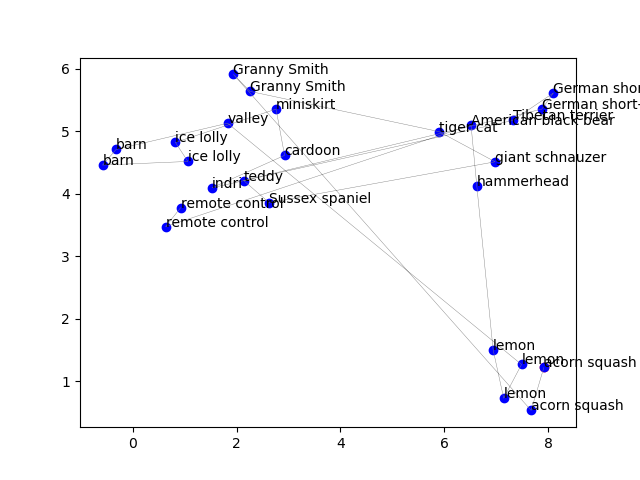 6
5
4
3
2
1
0
2
4
6
8
Granny Smith
Granny Smith
German shor
German short-
miniskirt
valley
Tibetan terrier
American black bear
tiger cat
barn
ice lolly
barn
ice lolly
cardoon
giant schnauzer
indri
teddy
hammerhead
remote control
Sussex spaniel
remote control
lemon
lemon
acorn squash
lemon
acorn squash